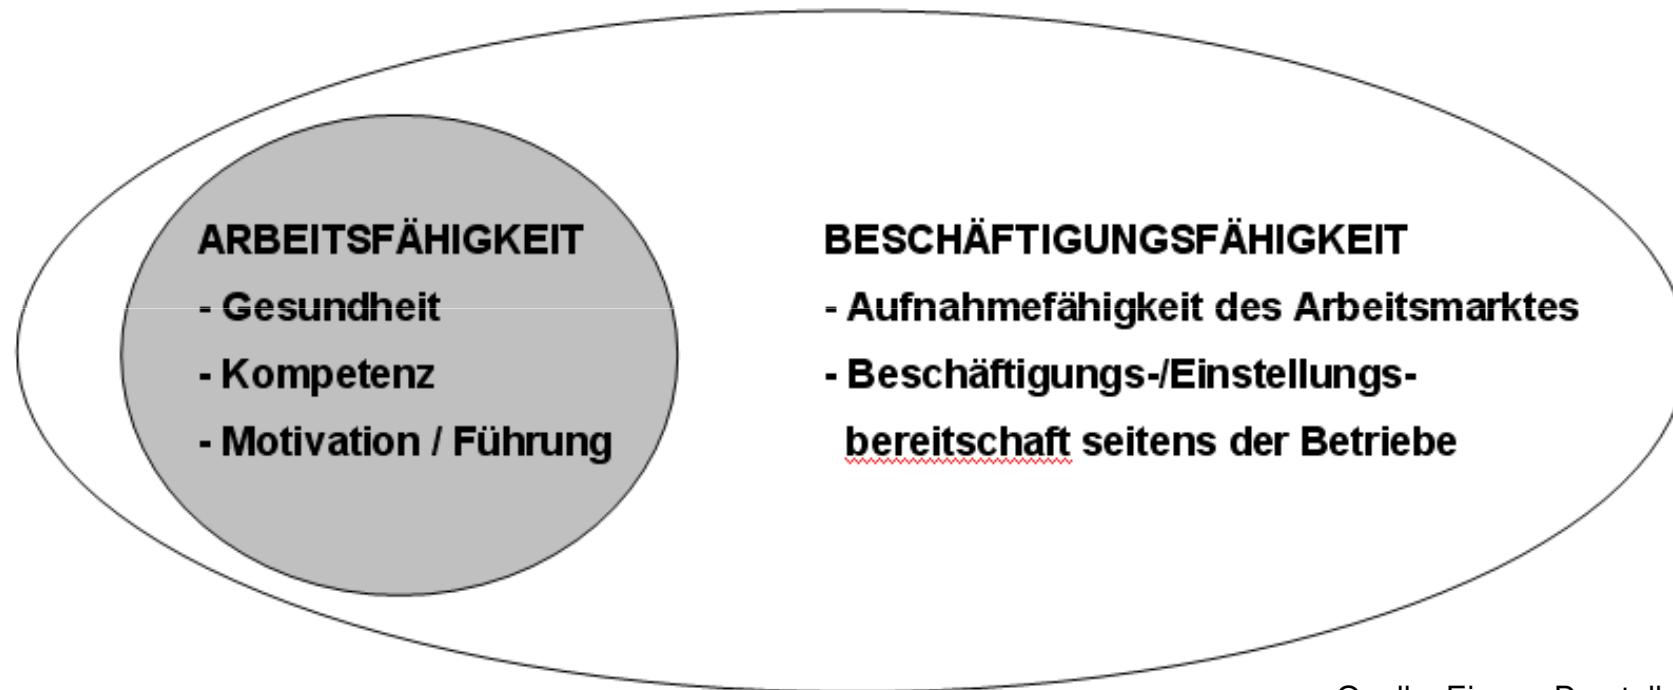 ARBEITSFÄHIGKEIT
- Gesundheit
- Kompetenz
- Motivation / Führung
BESCHÄFTIGUNGSFÄHIGKEIT
- Aufnahmefähigkeit des Arbeitsmarktes
- Beschäftigungs-/Einstellungs-
bereitschaft seitens der Betriebe